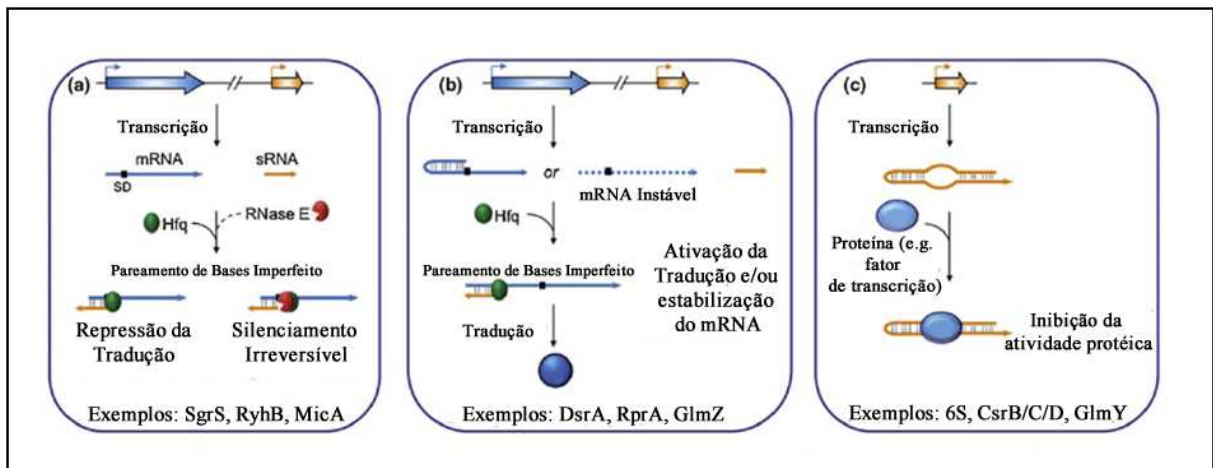 (a)
Transcrição
mRNA
sRNA
SD
Hfq
RNase E
Pareamento de Bases Imperfeito
Repressão da
Tradução
Silenciamento
Irreversível
Exemplos: SgrS, RyhB, MicA
(b)
Transcrição
or
mRNA Instável
Hfq
Pareamento de Bases Imperfeito
Tradução
Ativação da
Tradução e/ou
estabilização
do mRNA
Exemplos: DsrA, RprA, GlmZ
(c)
Transcrição
Proteína (e.g.
fator
de transcrição)
Inibição da
atividade protéica
Exemplos: 6S, CsrB/C/D, GlmY